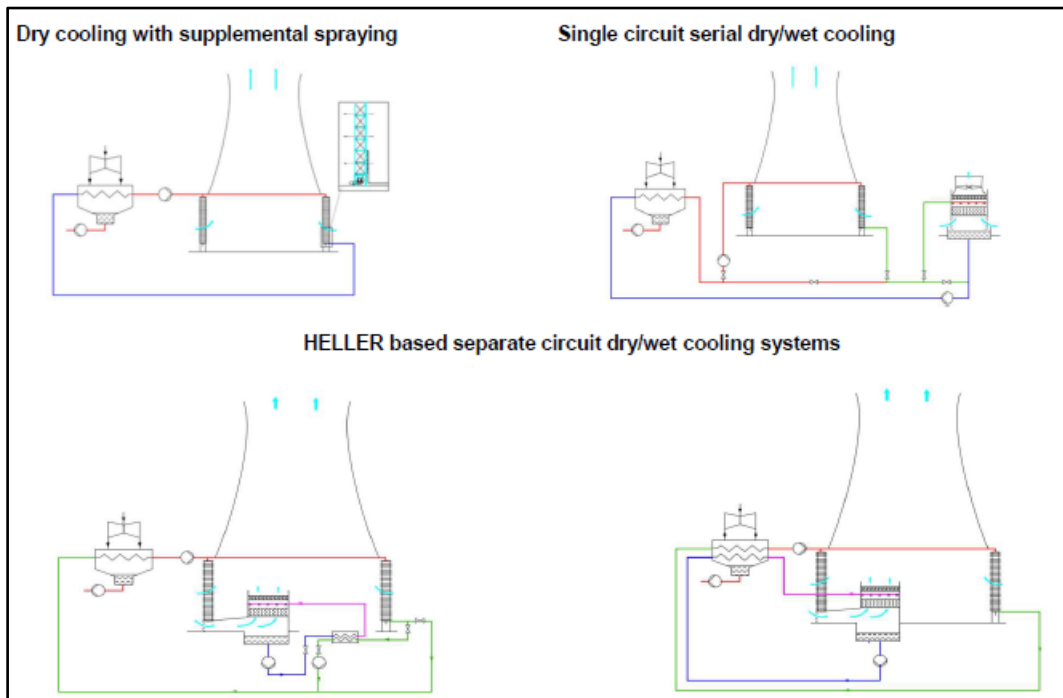 Dry cooling with supplemental spraying
Single circuit serial dry/wet cooling
HELLER based separate circuit dry/wet cooling systems